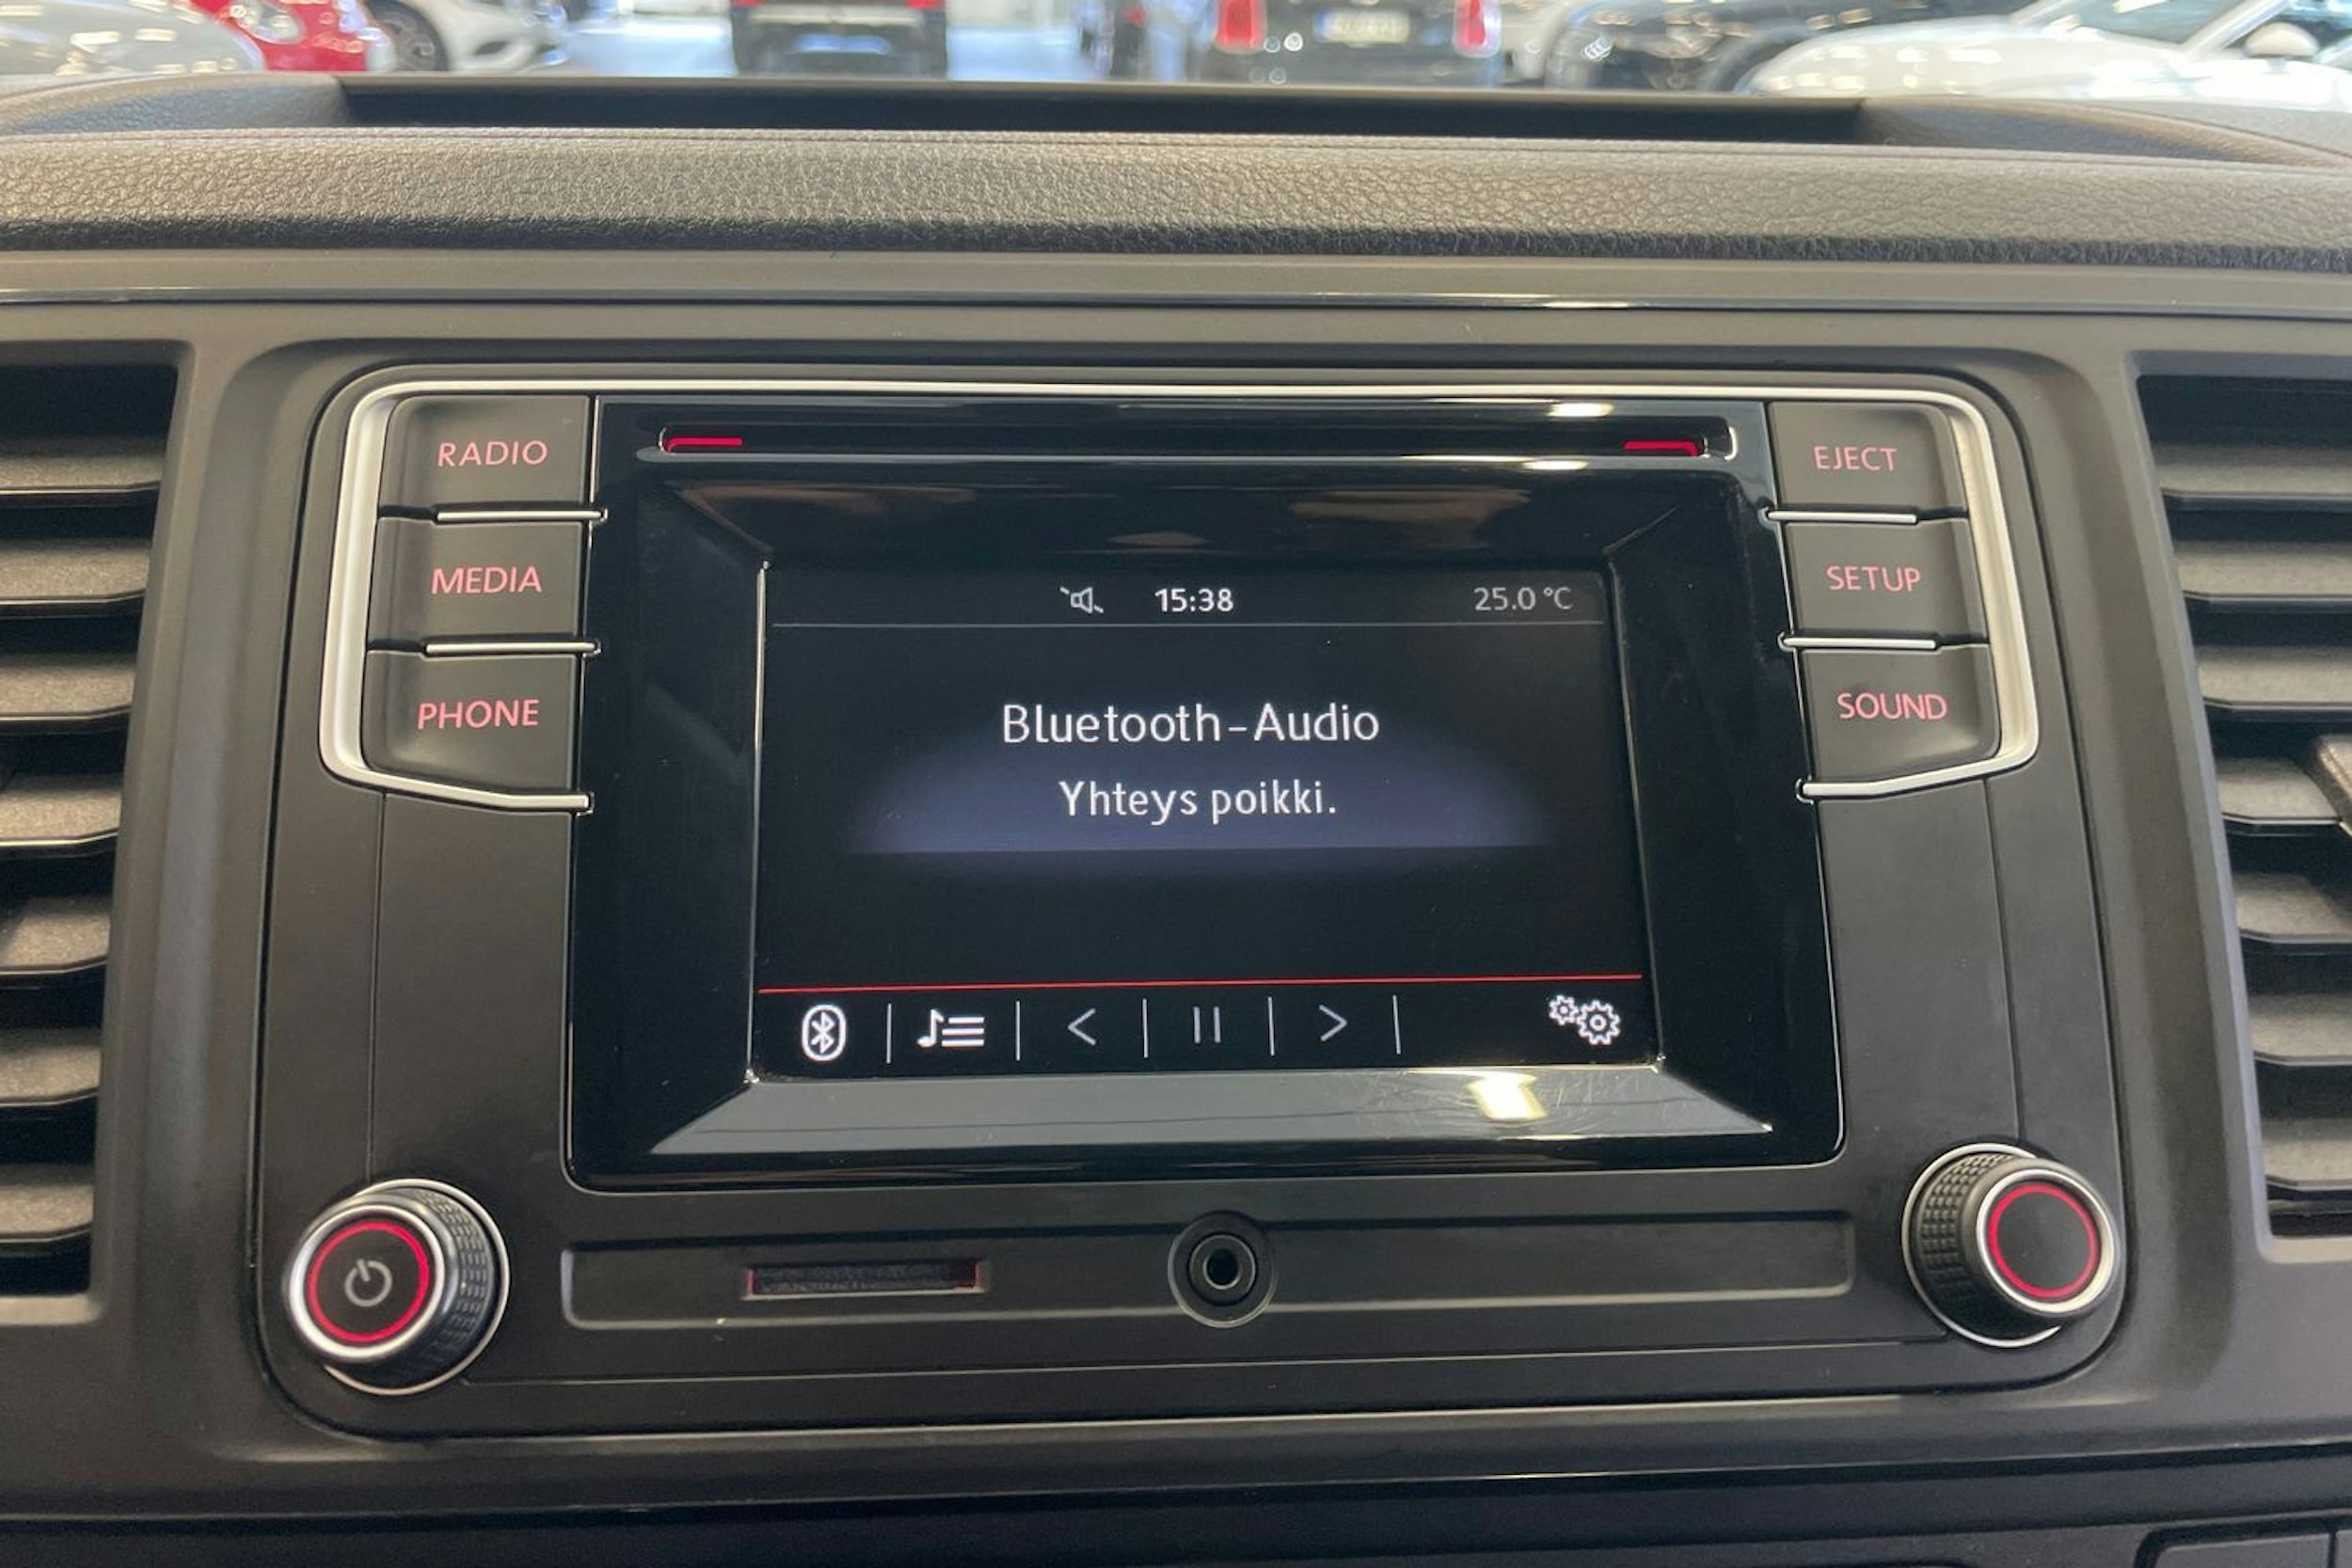 RADIO
MEDIA
PHONE
15:38
25.0 °C
Bluetooth-Audio
Yhteys poikki.
EJECT
SETUP
SOUND